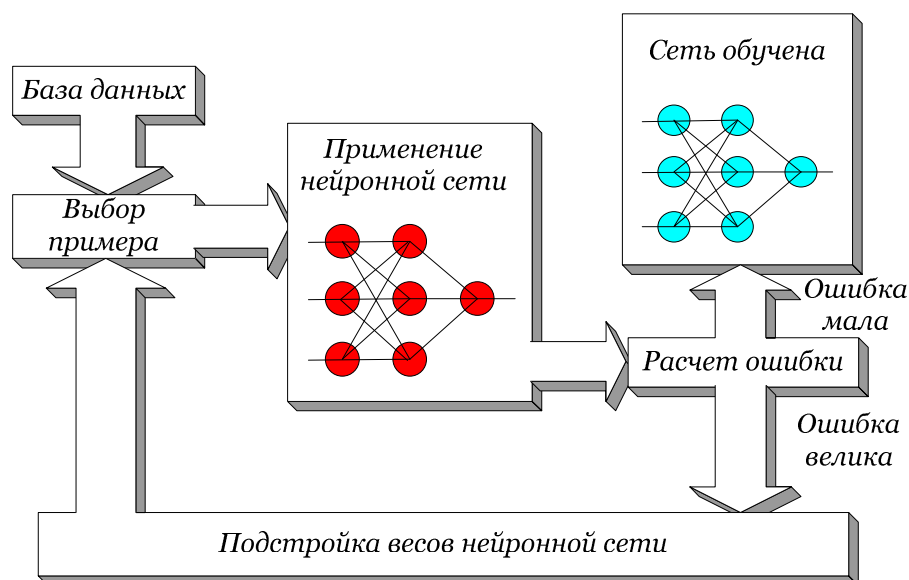 База данных
Выбор
примера
Применение
нейронной сети
Сеть обучена
Ошибка
мала
Расчет ошибки
Ошибка
велика
Подстройка весов нейронной сети